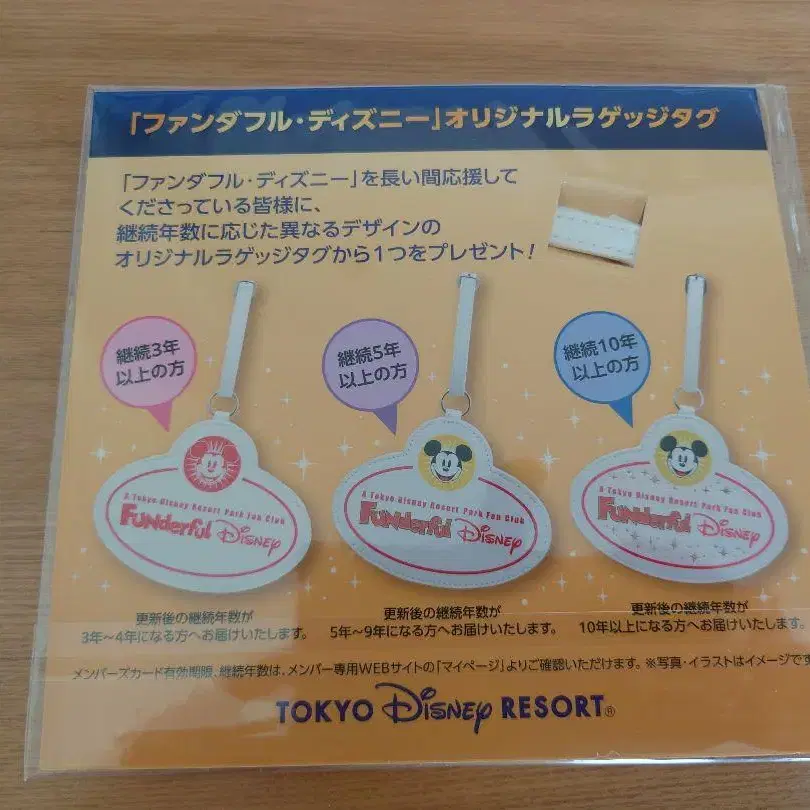 「ファンダフル・ディズニー」オリジナルラゲッジタグ
「ファンダフル・ディズニー」を長い間応援して
くださっている皆様に、
継続年数に応じた異なるデザインの
オリジナルラゲッジタグから1つをプレゼント!
継続3年
以上の方
継続5年
以上の方
継続10年
以上の方
A Tokyo Disney Resort Park Fan Club
FUNderful Disney
A Tokyo Disney Resort Park Fan Club
FUNderful Disney
A Tokyo Disney Resort Park Fan Club
FUNderful Disney
更新後の継続年数が
3年~4年になる方へお届けいたします。
更新後の継続年数が
5年~9年になる方へお届けいたします。
更新後の継続年数が
10年以上になる方へお届けいたします。
メンバーズカード有効期限、継続年数は、メンバー専用WEBサイトの「マイページ」よりご確認いただけます。※写真・イラストはイメージです
TOKYO Disney RESORT®